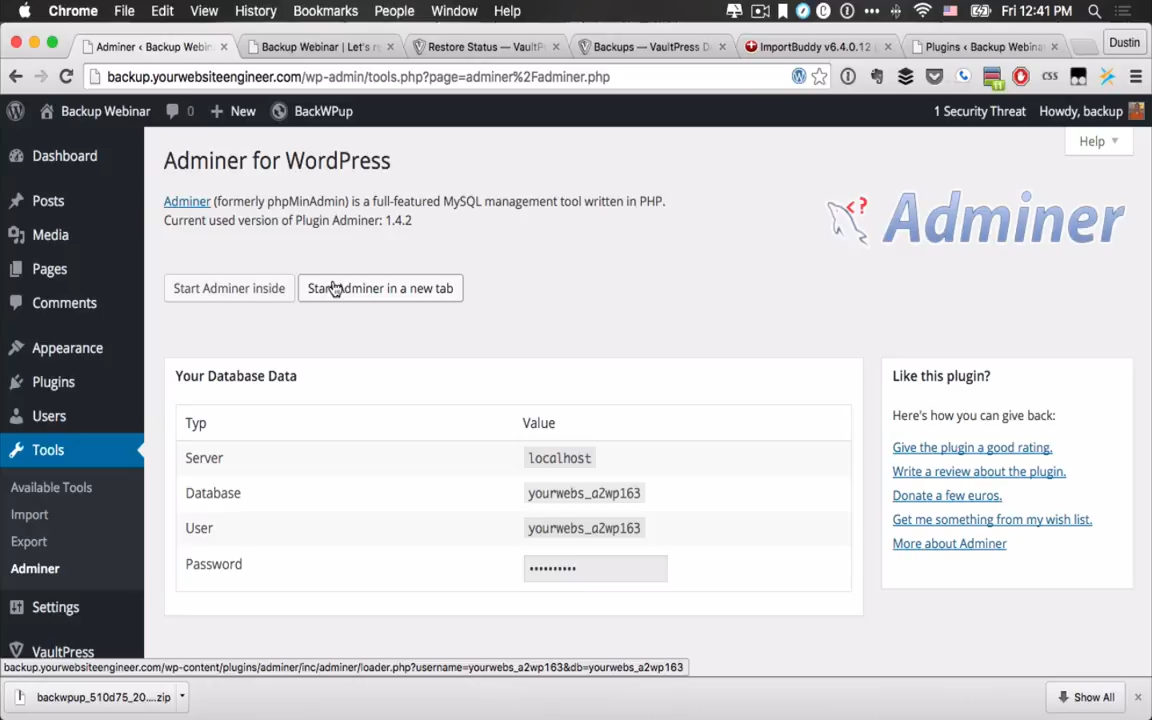 Chrome File Edit View History Bookmarks People Window Help Fri 12:41 PM
Adminer ‹ Backup Webin
Backup Webinar | Let's r
Restore Status — VaultP
Backups — VaultPress D
ImportBuddy v6.4.0.12
Plugins ‹ Backup Webina
Dustin
backup.yourwebsiteengineer.com/wp-admin/tools.php?page=adminer%2Fadminer.php
11
CSS
Backup Webinar 0 + New BackWPup 1 Security Threat Howdy, backup
Help
Dashboard
Posts
Media
Pages
Comments
Appearance
Plugins
Users
Tools
Available Tools
Import
Export
Adminer
Settings
VaultPress
Adminer for WordPress
Adminer (formerly phpMinAdmin) is a full-featured MySQL management tool written in PHP.
Current used version of Plugin Adminer: 1.4.2
<? Adminer
Start Adminer inside
Start Adminer in a new tab
Your Database Data
Typ Value
Server localhost
Database yourwebs_a2wp163
User yourwebs_a2wp163
Password ••••••••••
Like this plugin?
Here's how you can give back:
Give the plugin a good rating.
Write a review about the plugin.
Donate a few euros.
Get me something from my wish list.
More about Adminer
backup.yourwebsiteengineer.com/wp-content/plugins/adminer/inc/adminer/loader.php?username=yourwebs_a2wp163&db=yourwebs_a2wp163
backwpup_510d75_20....zip
Show All